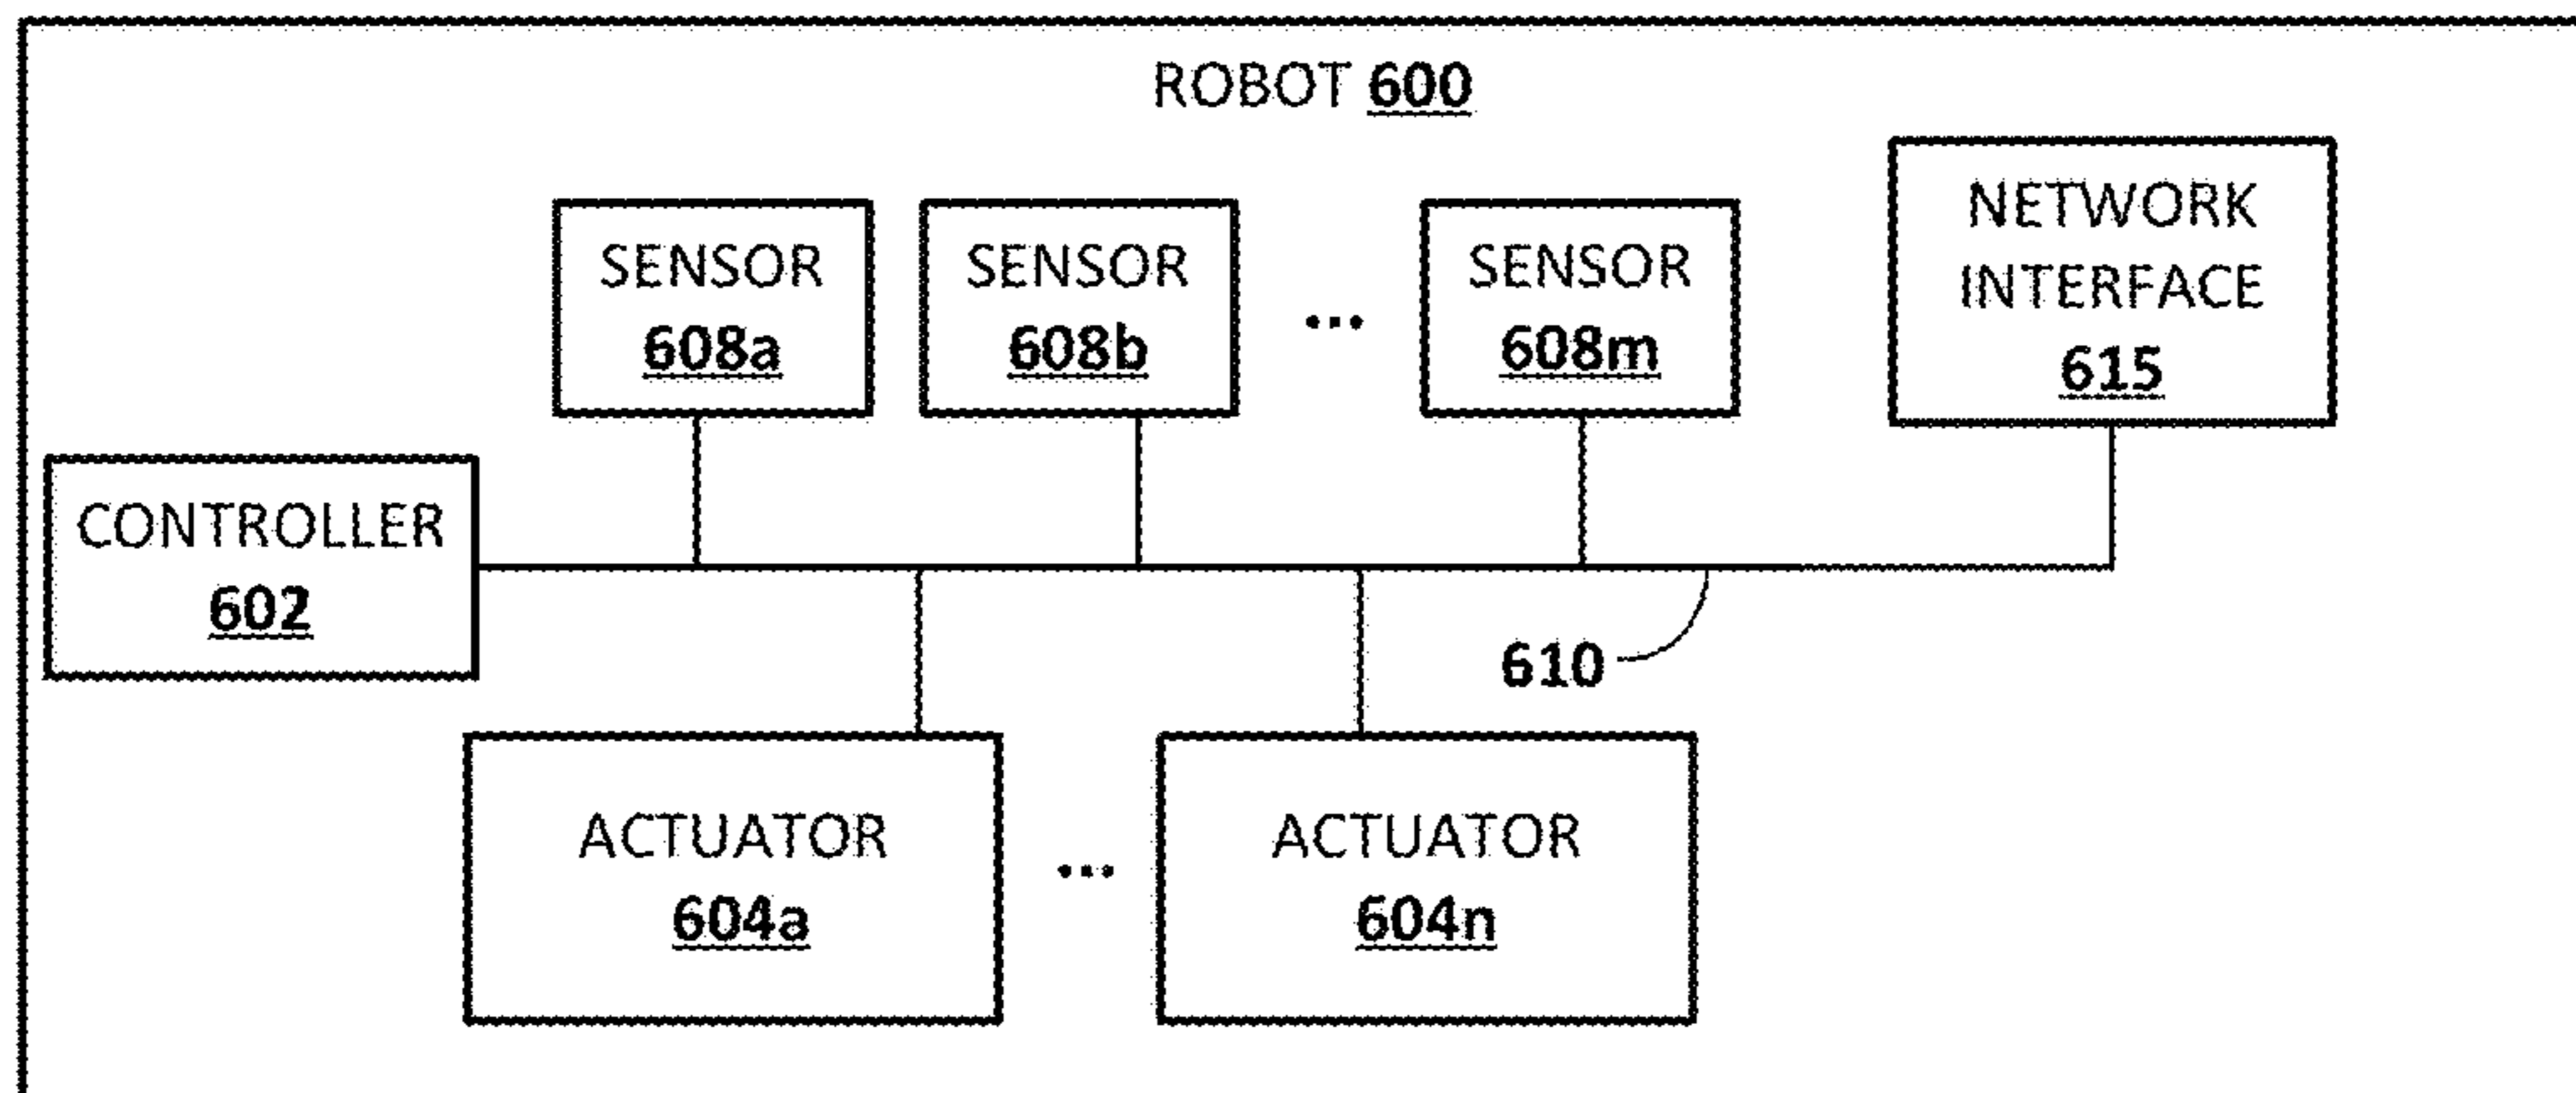 ROBOT 600
SENSOR
608a
SENSOR
608b
...
SENSOR
608m
NETWORK
INTERFACE
615
CONTROLLER
602
610
ACTUATOR
604a
...
ACTUATOR
604n